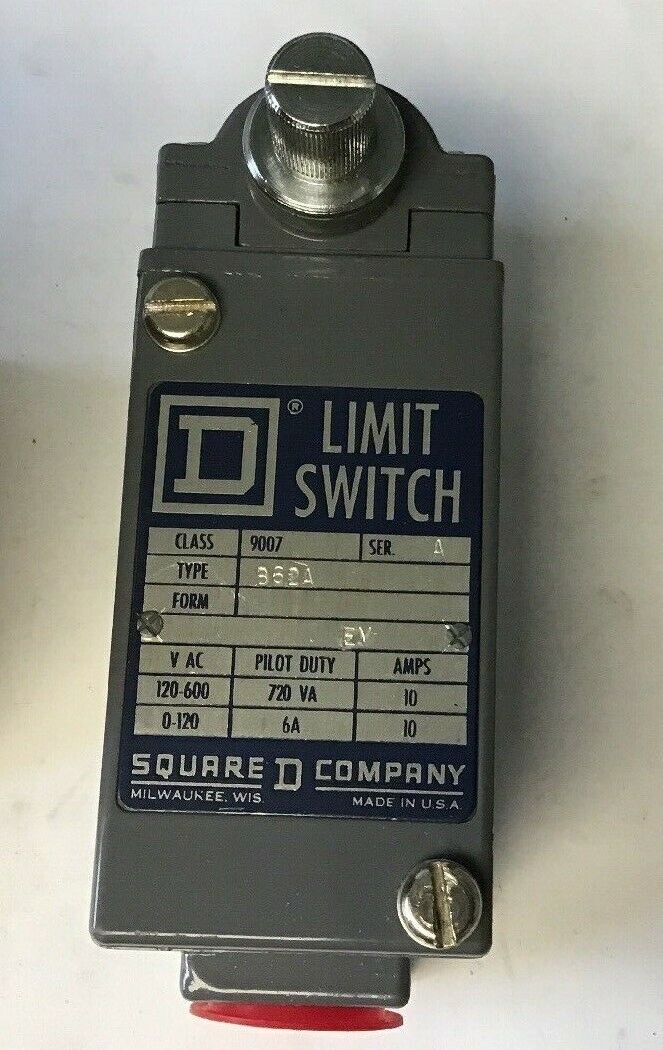 D ® LIMIT
SWITCH
CLASS 9007 SER. A
TYPE B62A
FORM
EV
V AC PILOT DUTY AMPS
120-600 720 VA 10
0-120 6A 10
SQUARE D COMPANY
MILWAUKEE, WIS. MADE IN U.S.A.